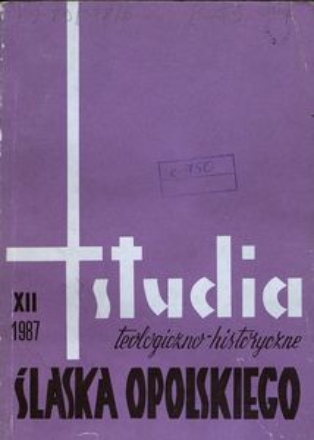 studia
XII
1987
teologiczno-historyczne
ŚLĄSKA OPOLSKIEGO